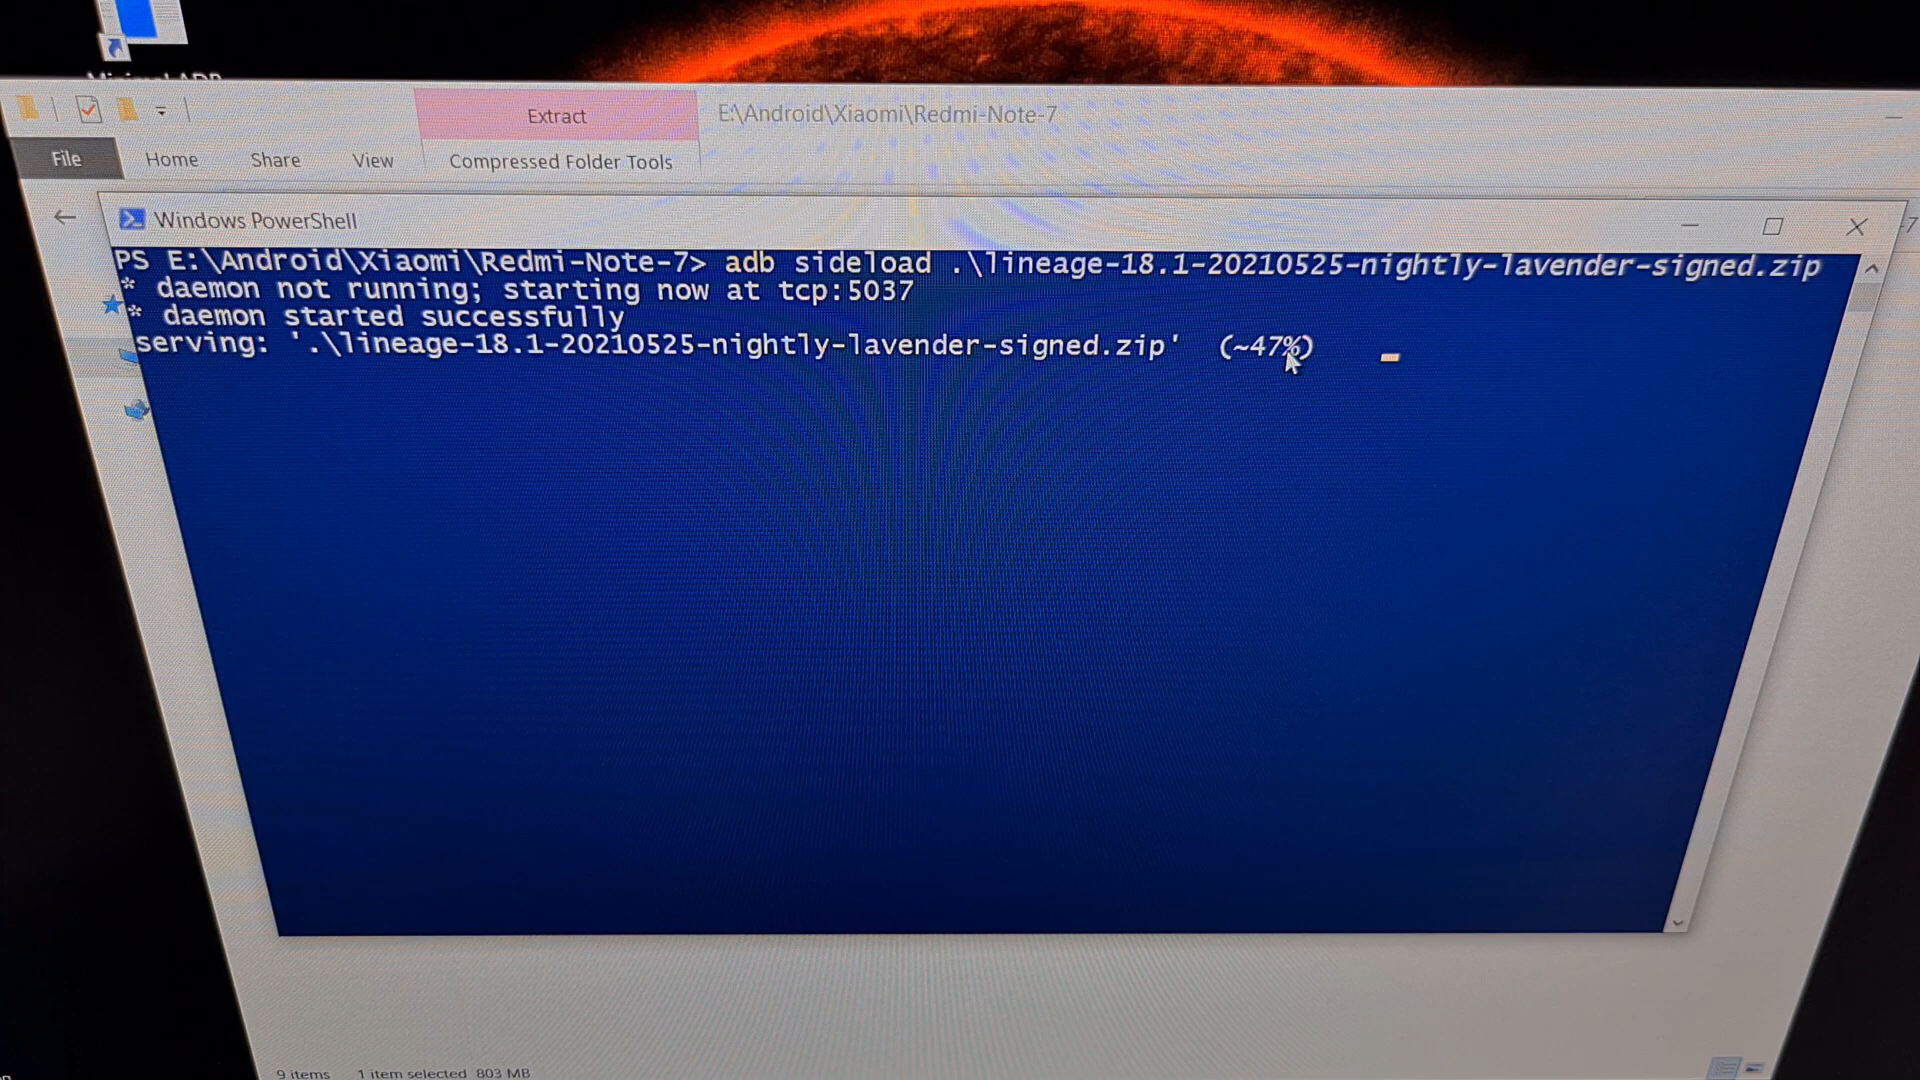 Extract
E:\Android\Xiaomi\Redmi-Note-7
File
Home
Share
View
Compressed Folder Tools
Windows PowerShell
PS E:\Android\Xiaomi\Redmi-Note-7> adb sideload .\lineage-18.1-20210525-nightly-lavender-signed.zip
* daemon not running; starting now at tcp:5037
* daemon started successfully
serving: '.\lineage-18.1-20210525-nightly-lavender-signed.zip' (~47%)
9 items 1 item selected 803 MB